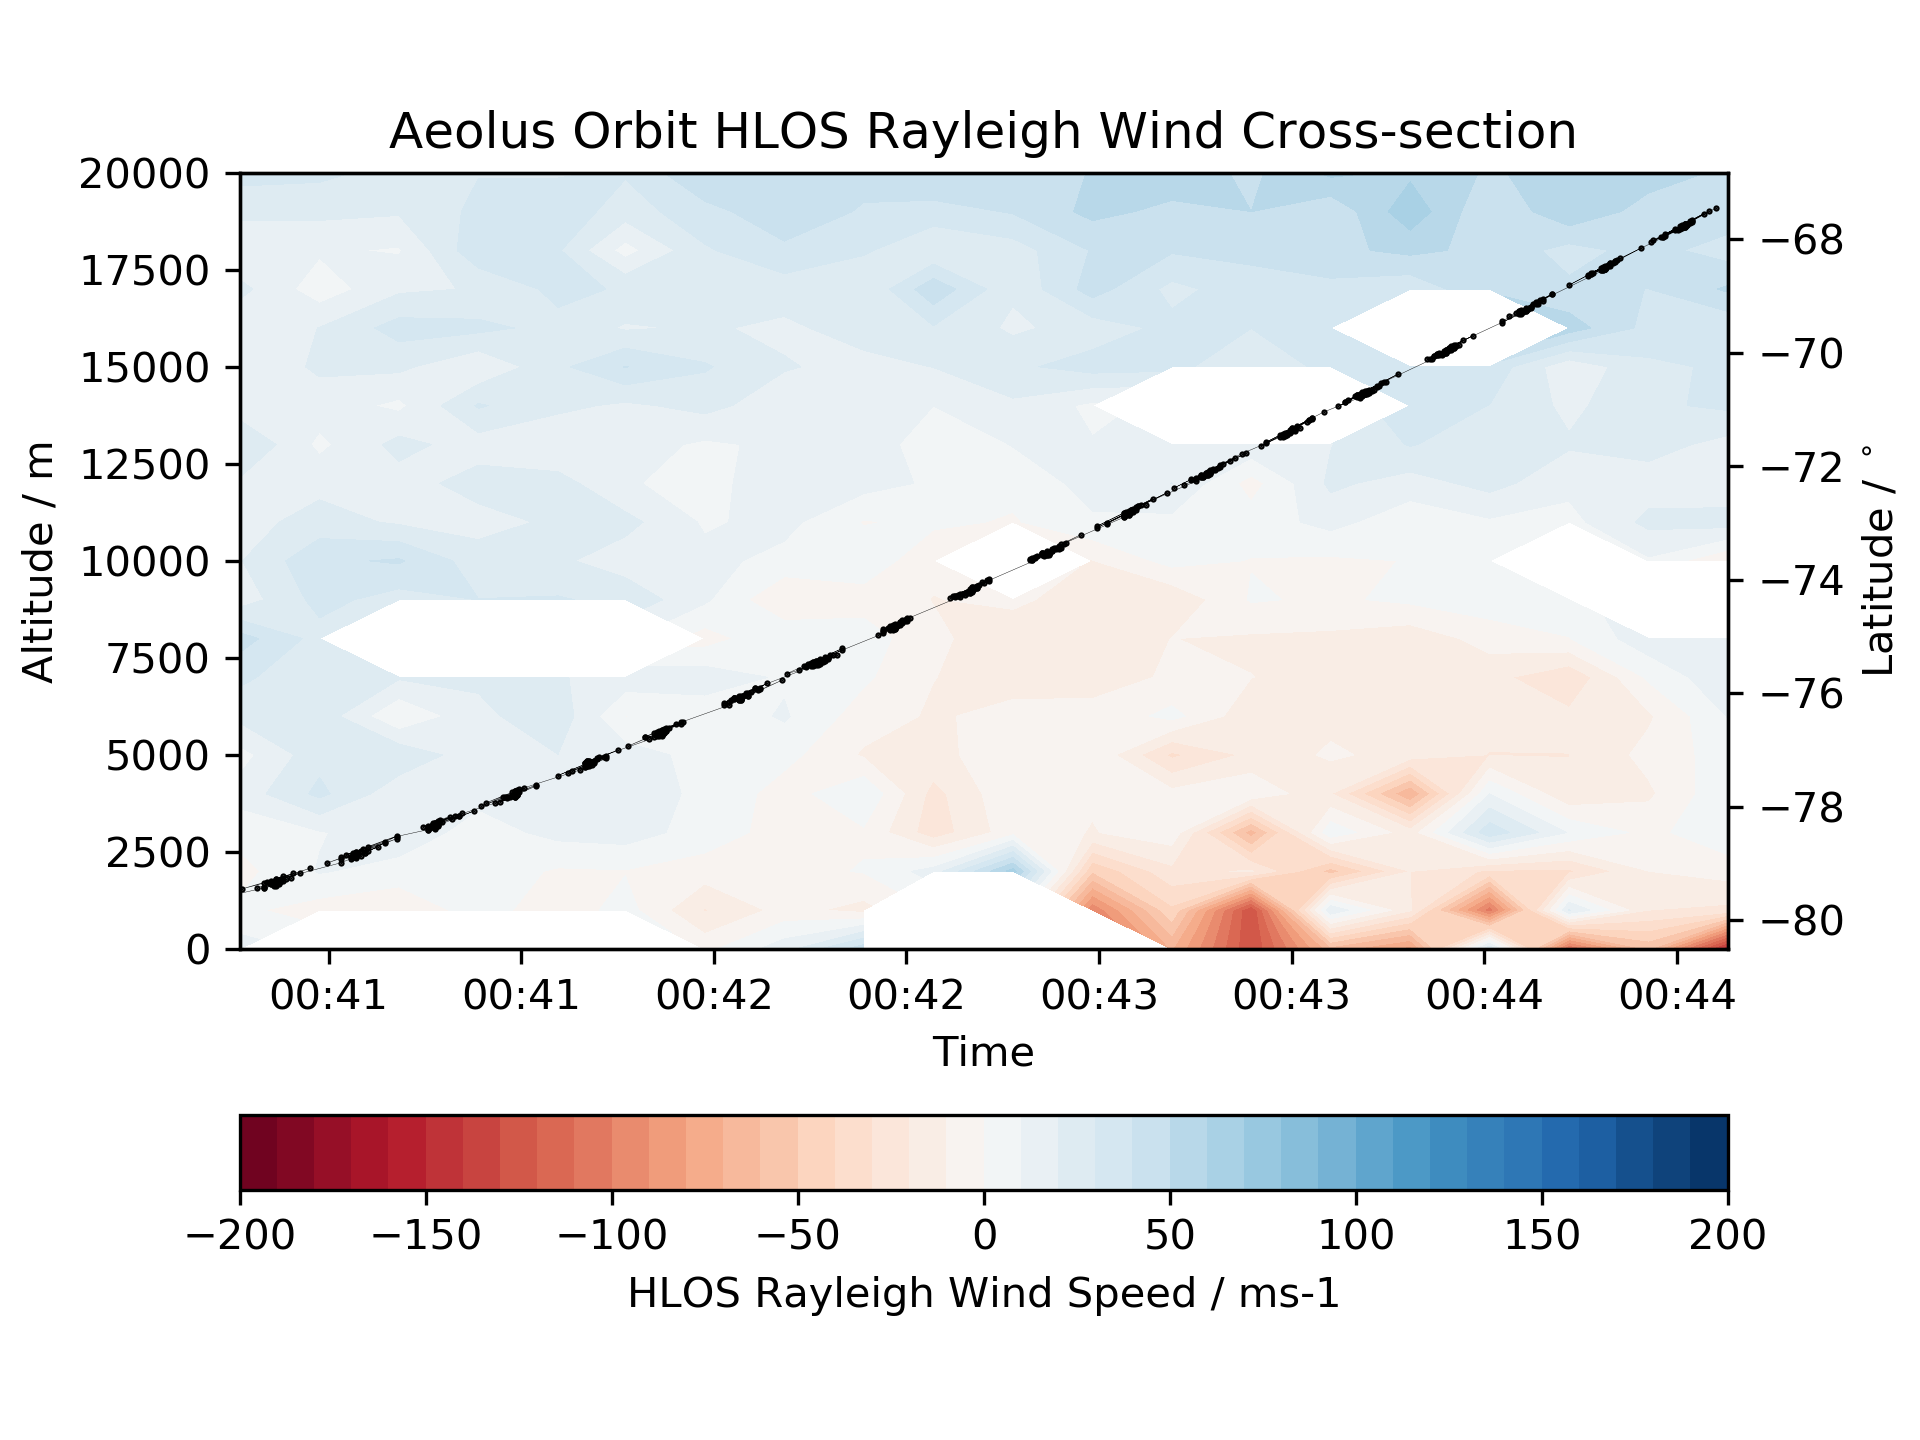 Aeolus Orbit HLOS Rayleigh Wind Cross-section
20000
17500
15000
12500
10000
7500
5000
2500
0
Altitude / m
−68
−70
−72
−74
−76
−78
−80
Latitude / °
00:41 00:41 00:42 00:42 00:43 00:43 00:44 00:44
Time
−200 −150 −100 −50 0 50 100 150 200
HLOS Rayleigh Wind Speed / ms-1